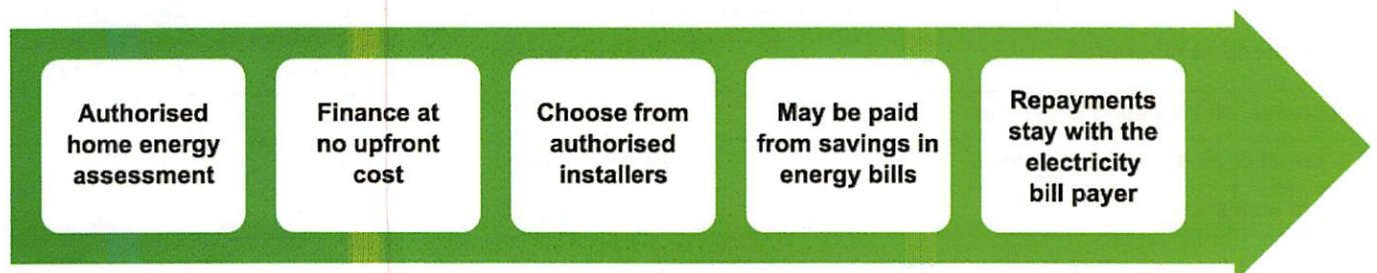 Authorised
home energy
assessment
Finance at
no upfront
cost
Choose from
authorised
installers
May be paid
from savings in
energy bills
Repayments
stay with the
electricity
bill payer